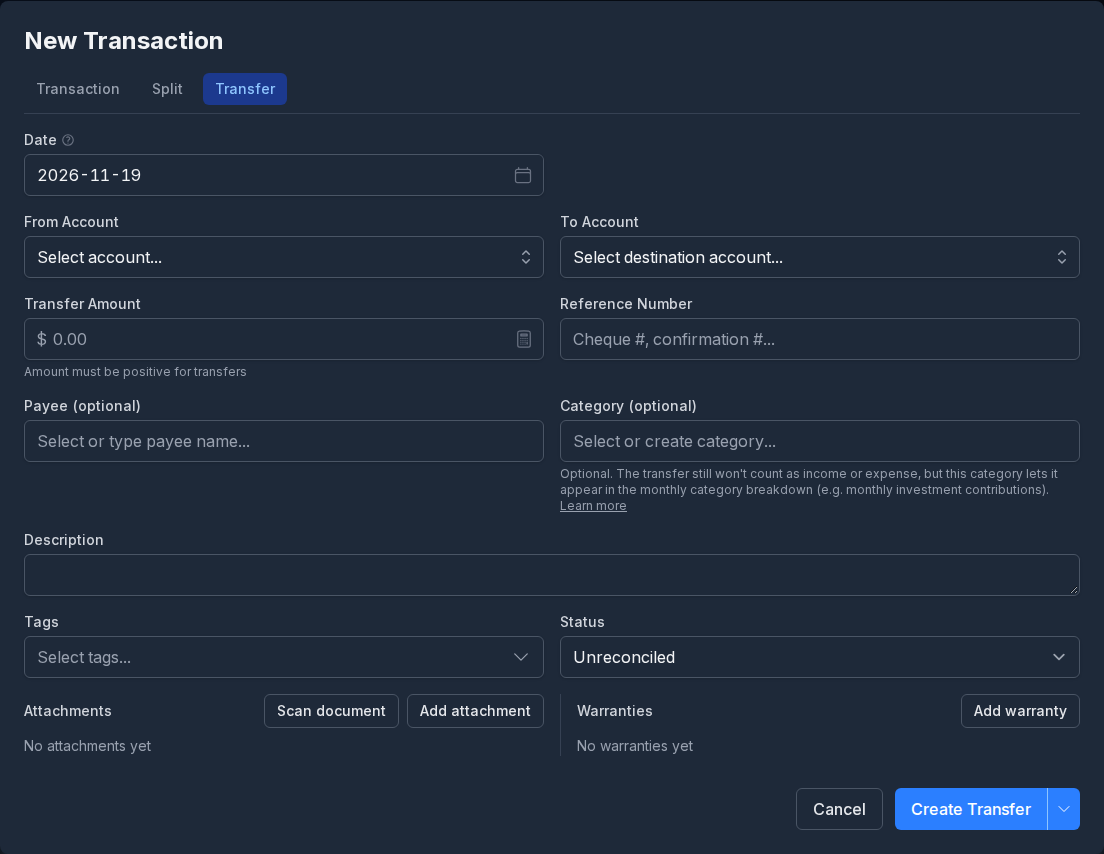 New Transaction
Transaction Split Transfer
Date
2026-11-19
From Account To Account
Select account... Select destination account...
Transfer Amount Reference Number
$ 0.00 Cheque #, confirmation #...
Amount must be positive for transfers
Payee (optional) Category (optional)
Select or type payee name... Select or create category...
Optional. The transfer still won't count as income or expense, but this category lets it
appear in the monthly category breakdown (e.g. monthly investment contributions).
Learn more
Description
Tags Status
Select tags... Unreconciled
Attachments Scan document Add attachment Warranties Add warranty
No attachments yet No warranties yet
Cancel Create Transfer